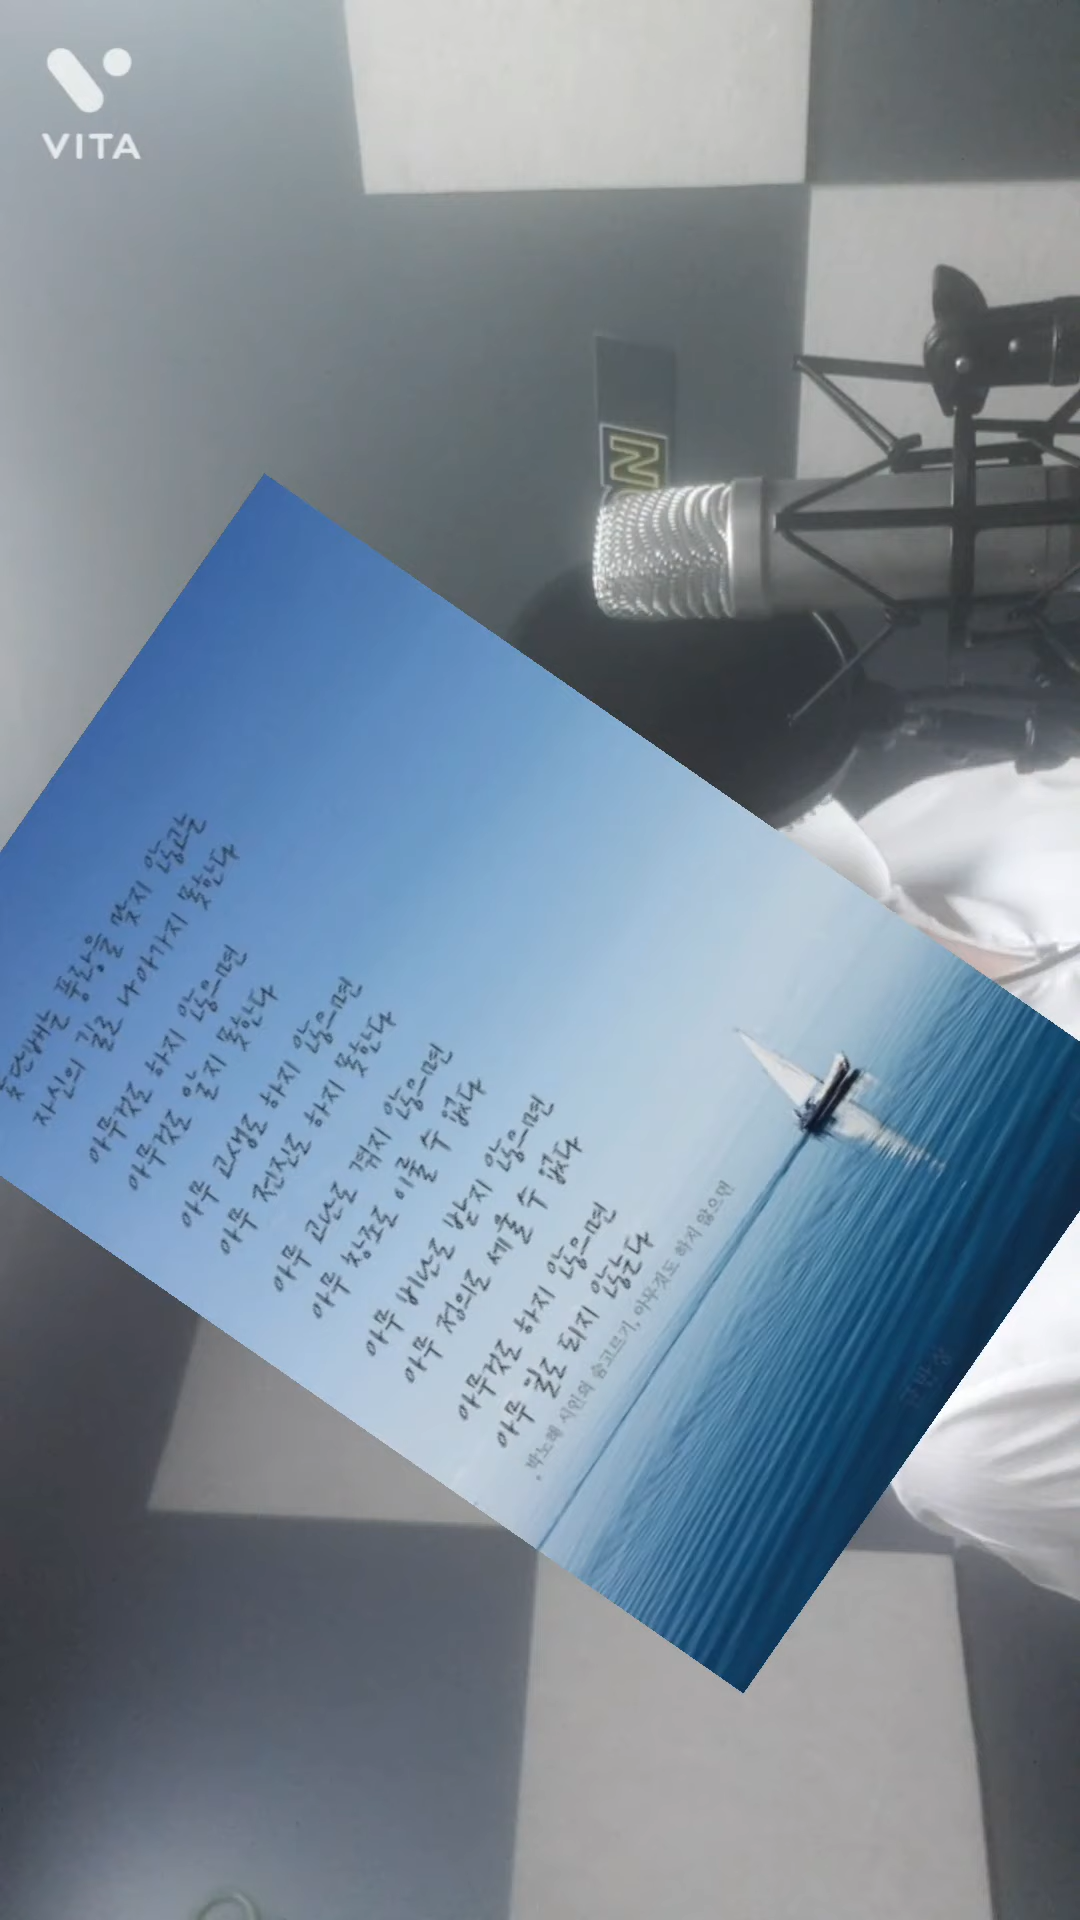 VITA
돛단배는 풍랑을 맞지 않고는
자신의 길로 나아가지 못한다
아무것도 하지 않으면
아무것도 알지 못한다
아무 고생도 하지 않으면
아무 전진도 하지 못한다
아무 고난도 겪지 않으면
아무 창조도 이룰 수 없다
아무 비난도 받지 않으면
아무 정의도 세울 수 없다
아무것도 하지 않으면
아무 일도 되지 않는다
박노해 시인의 숨고르기, 아무것도 하지 않으면